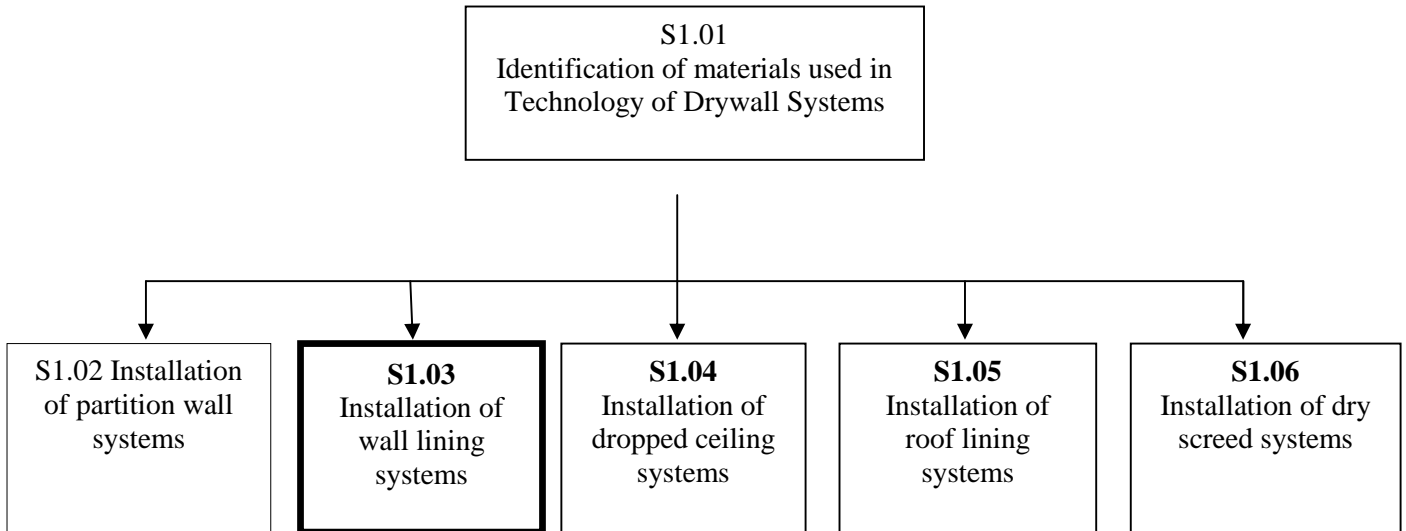 S1.01
Identification of materials used in
Technology of Drywall Systems
S1.02 Installation
of partition wall
systems
S1.03
Installation of
wall lining
systems
S1.04
Installation of
dropped ceiling
systems
S1.05
Installation of
roof lining
systems
S1.06
Installation of dry
screed systems